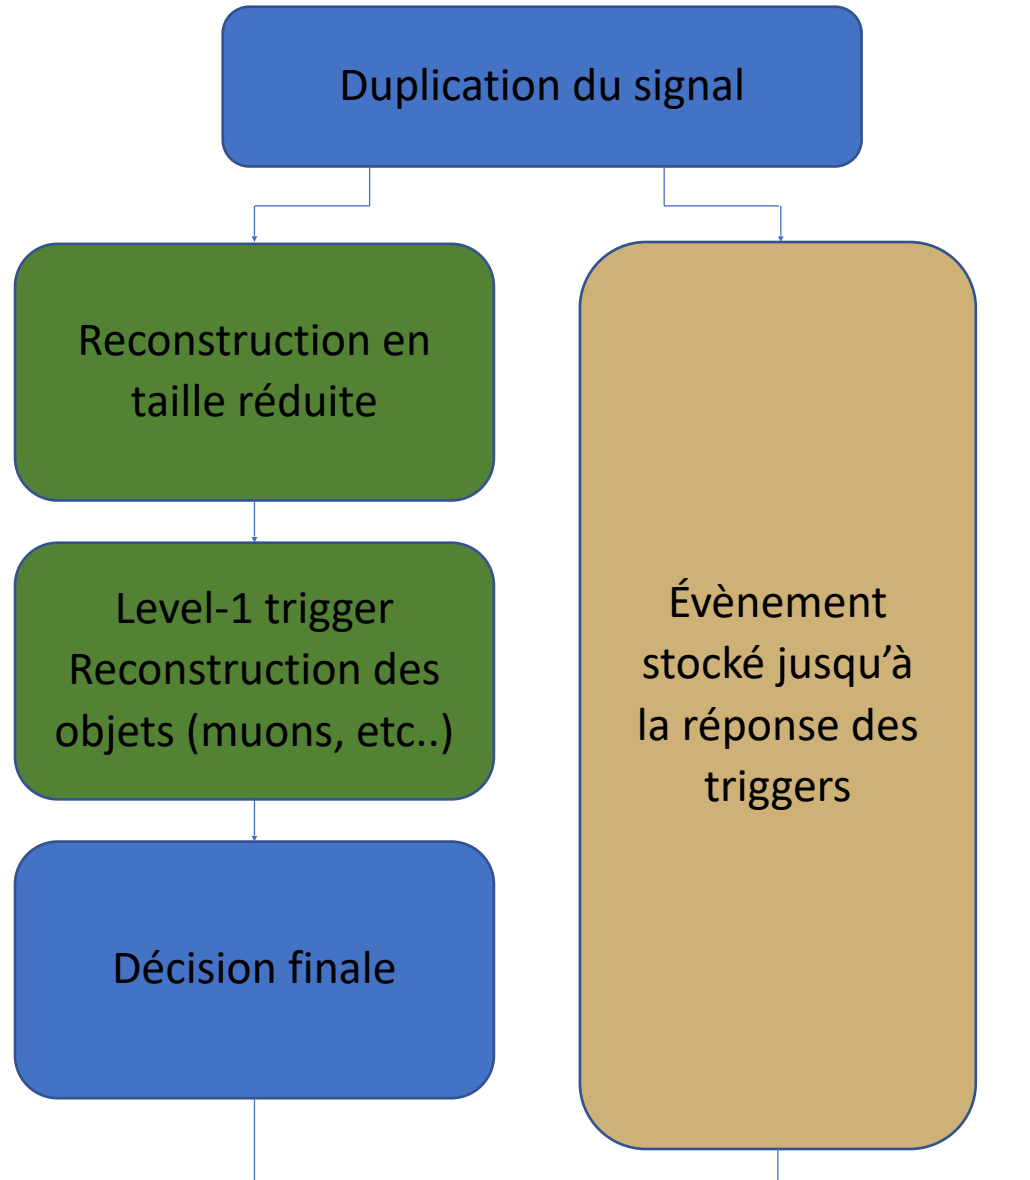 Duplication du signal
Reconstruction en
taille réduite
Level-1 trigger
Reconstruction des
objets (muons, etc..)
Décision finale
Évènement
stocké jusqu’à
la réponse des
triggers